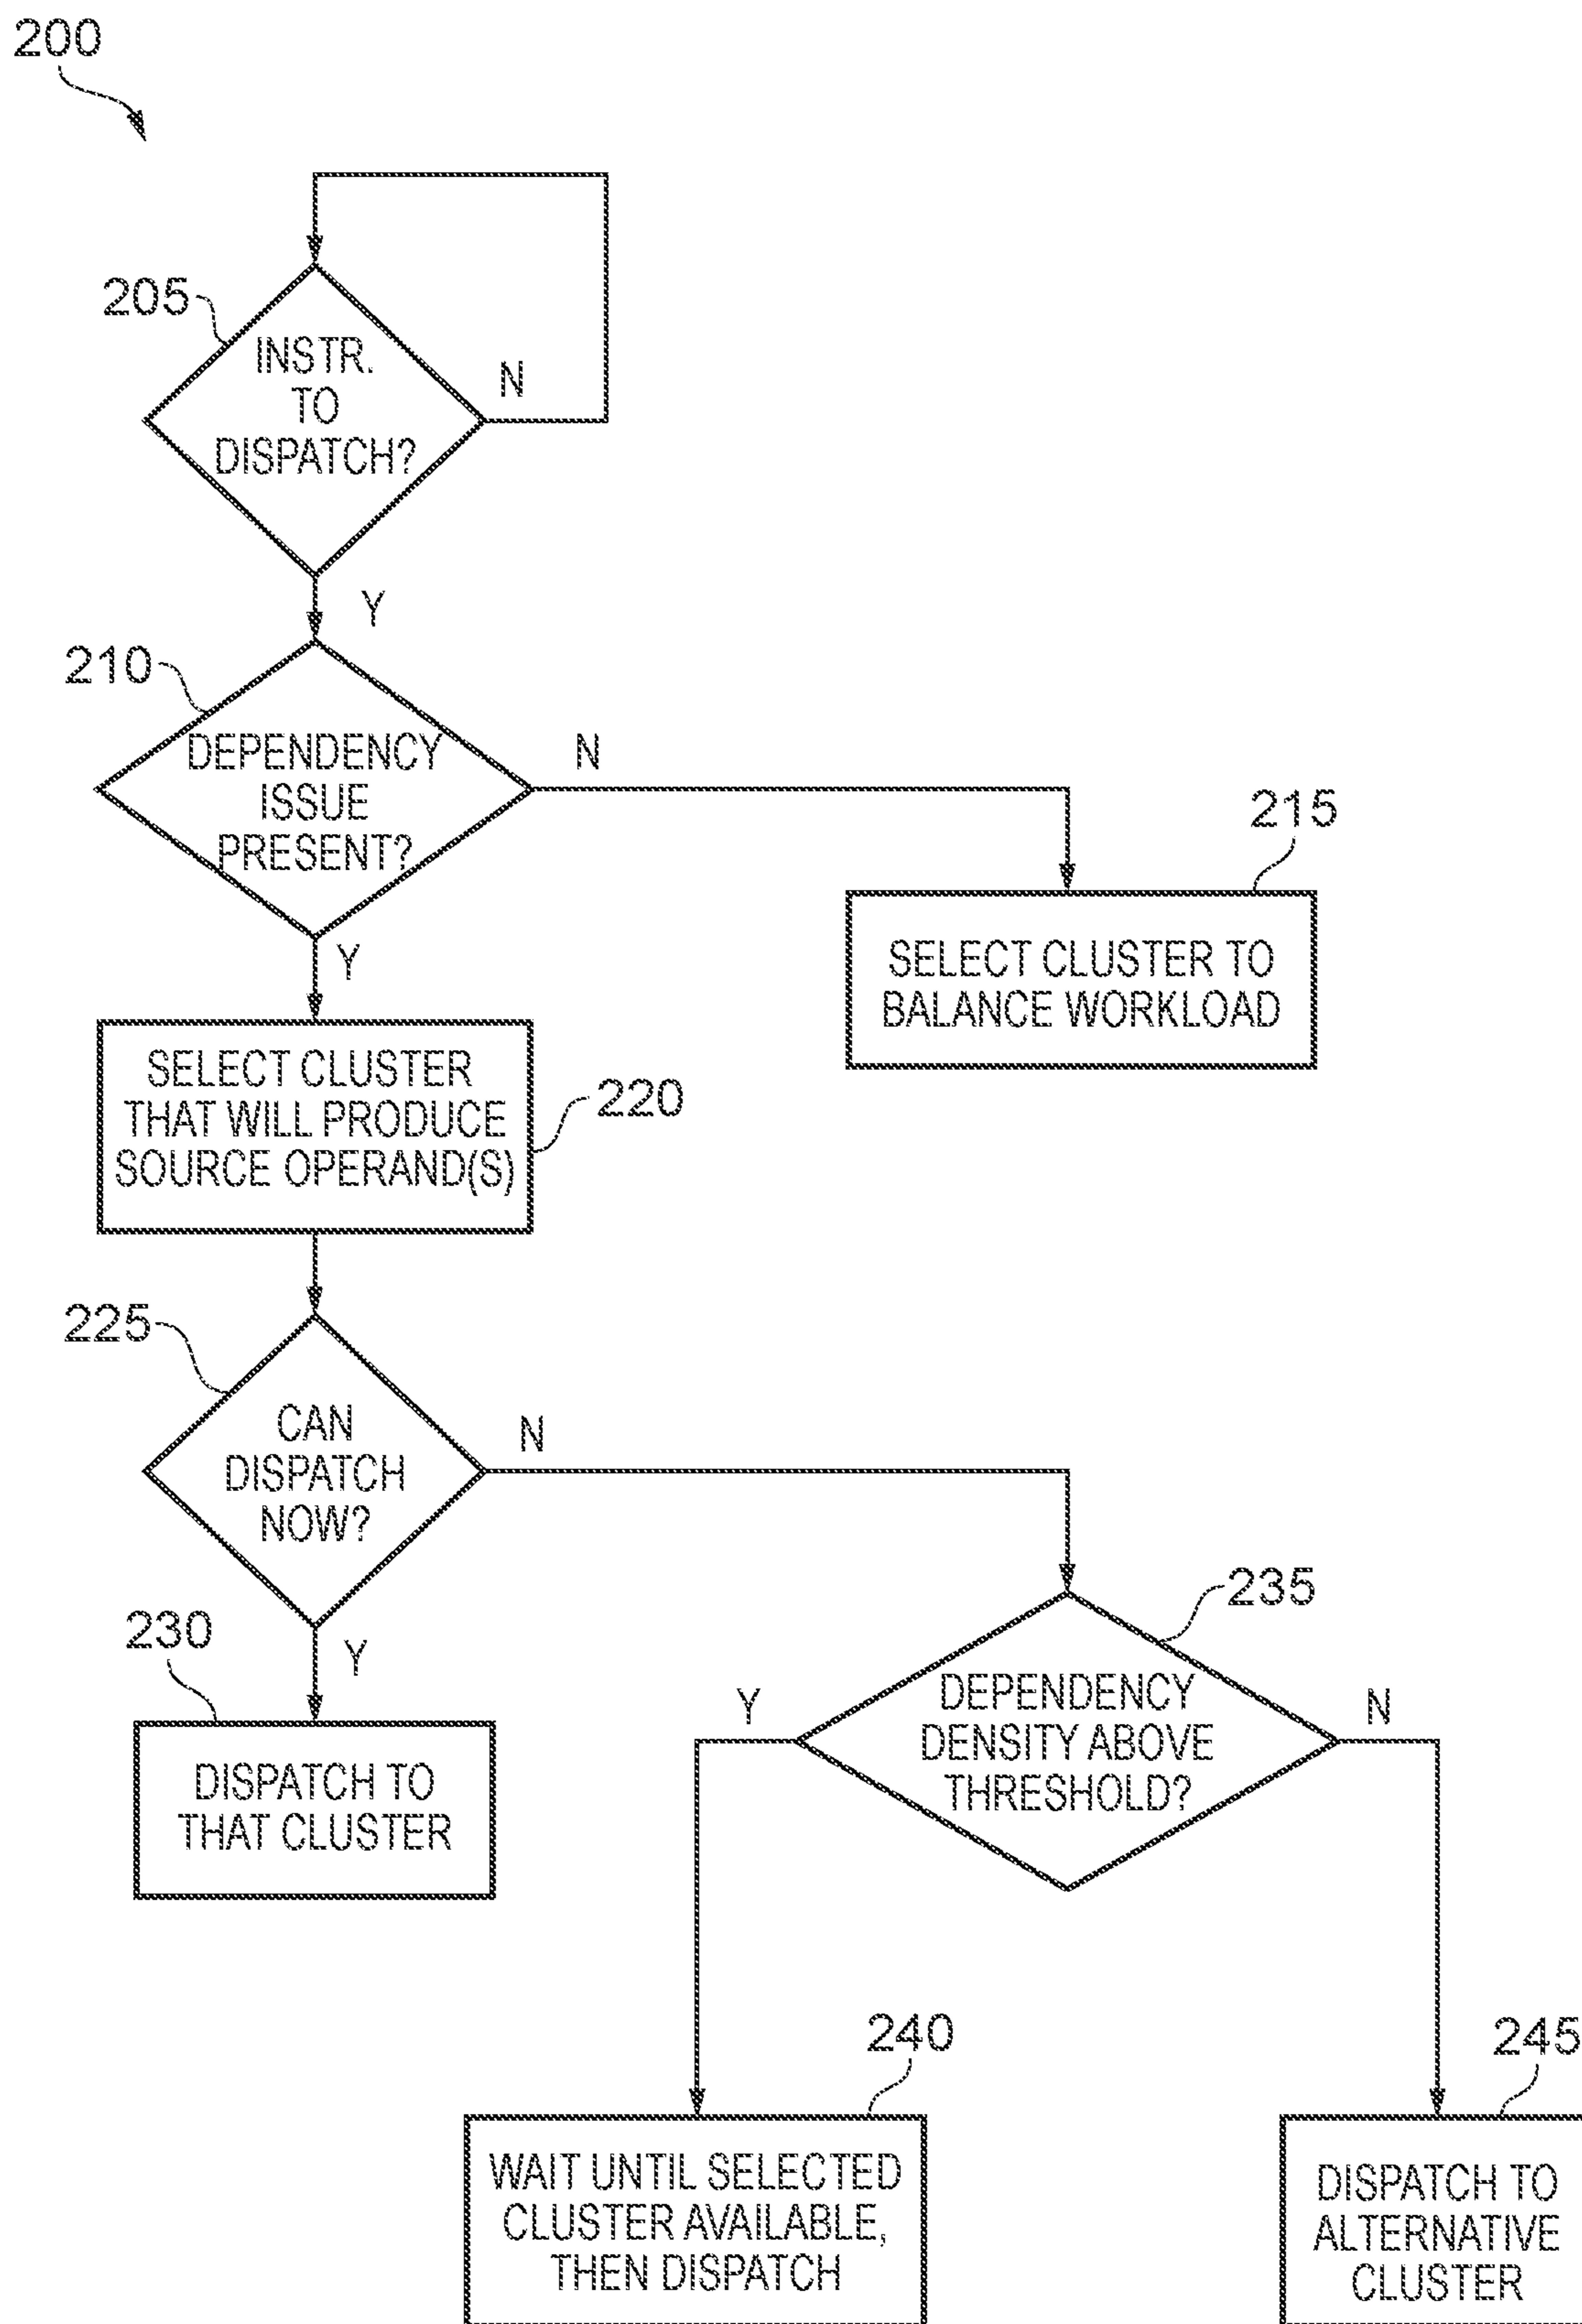 200
205
INSTR.
TO
DISPATCH?
N
Y
210
DEPENDENCY
ISSUE
PRESENT?
N
215
SELECT CLUSTER TO
BALANCE WORKLOAD
Y
SELECT CLUSTER
THAT WILL PRODUCE
SOURCE OPERAND(S)
220
225
CAN
DISPATCH
NOW?
N
Y
230
DISPATCH TO
THAT CLUSTER
235
DEPENDENCY
DENSITY ABOVE
THRESHOLD?
Y
N
240
WAIT UNTIL SELECTED
CLUSTER AVAILABLE,
THEN DISPATCH
245
DISPATCH TO
ALTERNATIVE
CLUSTER